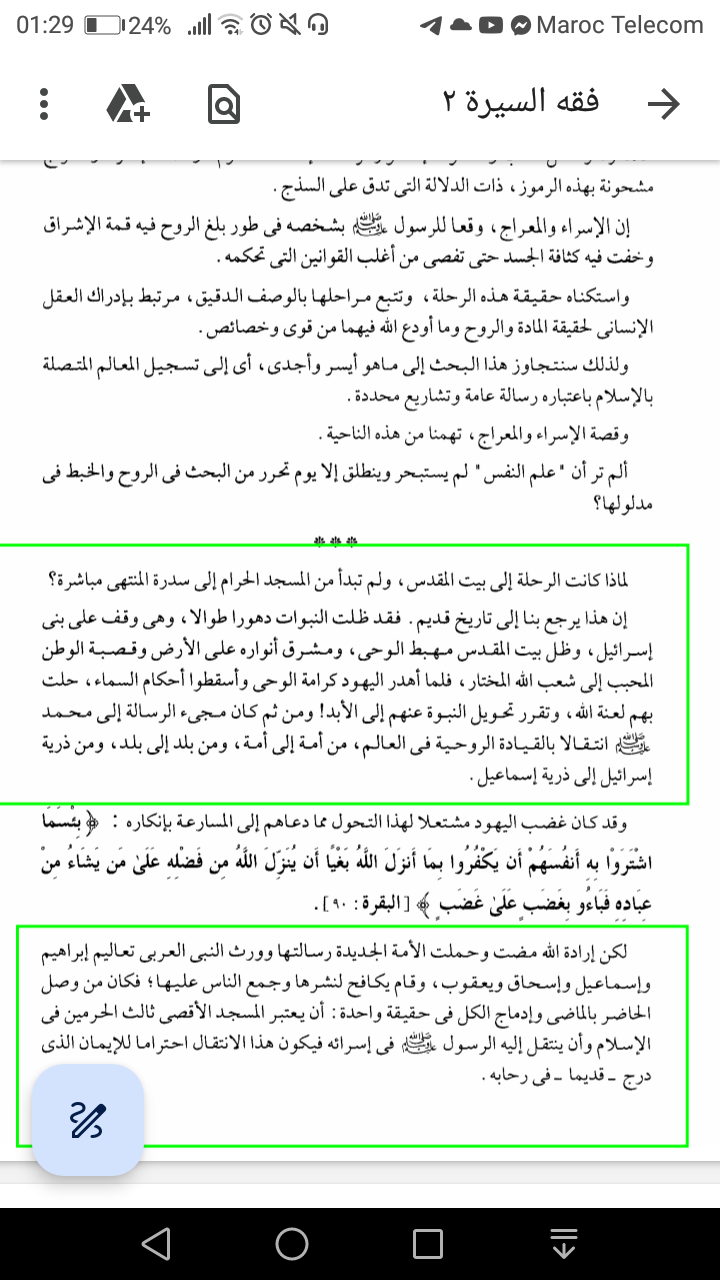 01:29 24% Maroc Telecom
فقه السيرة ٢
مشحونة بهذه الرموز، ذات الدلالة التى تدق على السذج .
إن الإسراء والمعراج، وقعا للرسول ﷺ بشخصه فى طور بلغ الروح فيه قمة الإشراق
وخفت فيه كثافة الجسد حتى تفصى من أغلب القوانين التى تحكمه .
واستكناه حقيقة هذه الرحلة، وتتبع مراحلها بالوصف الدقيق، مرتبط بإدراك العقل
الإنسانى لحقيقة المادة والروح وما أودع الله فيهما من قوى وخصائص .
ولذلك سنتجاوز هذا البحث إلى ماهو أيسر وأجدى، أى إلى تسجيل المعالم المتصلة
بالإسلام باعتباره رسالة عامة وتشاريع محددة .
وقصة الإسراء والمعراج، تهمنا من هذه الناحية .
ألم تر أن "علم النفس" لم يستبحر وينطلق إلا يوم تحرر من البحث فى الروح والخبط فى
مدلولها؟
***
لماذا كانت الرحلة إلى بيت المقدس، ولم تبدأ من المسجد الحرام إلى سدرة المنتهى مباشرة؟
إن هذا يرجع بنا إلى تاريخ قديم . فقد ظلت النبوات دهورا طوالا، وهى وقف على بنى
إسرائيل، وظل بيت المقدس مهبط الوحى، ومشرق أنواره على الأرض وقصبة الوطن
المحبب إلى شعب الله المختار، فلما أهدر اليهود كرامة الوحى وأسقطوا أحكام السماء، حلت
بهم لعنة الله، وتقرر تحويل النبوة عنهم إلى الأبد! ومن ثم كان مجىء الرسالة إلى محمد
ﷺ انتقالا بالقيادة الروحية فى العالم، من أمة إلى أمة، ومن بلد إلى بلد، ومن ذرية
إسرائيل إلى ذرية إسماعيل .
وقد كان غضب اليهود مشتعلا لهذا التحول مما دعاهم إلى المسارعة بإنكاره : ﴿ بِئْسَمَا
اشْتَرَوْا بِهِ أَنفُسَهُمْ أَن يَكْفُرُوا بِمَا أَنزَلَ اللَّهُ بَغْيًا أَن يُنَزِّلَ اللَّهُ مِن فَضْلِهِ عَلَىٰ مَن يَشَاءُ مِنْ
عِبَادِهِ فَبَاءُو بِغَضَبٍ عَلَىٰ غَضَبٍ ﴾ [البقرة: ٩٠].
لكن إرادة الله مضت وحملت الأمة الجديدة رسالتها وورث النبى العربى تعاليم إبراهيم
وإسماعيل وإسحاق ويعقوب، وقام يكافح لنشرها وجمع الناس عليها؛ فكان من وصل
الحاضر بالماضى وإدماج الكل فى حقيقة واحدة: أن يعتبر المسجد الأقصى ثالث الحرمين فى
الإسلام وأن ينتقل إليه الرسول ﷺ فى إسرائه فيكون هذا الانتقال احتراما للإيمان الذى
درج ـ قديما ـ فى رحابه .